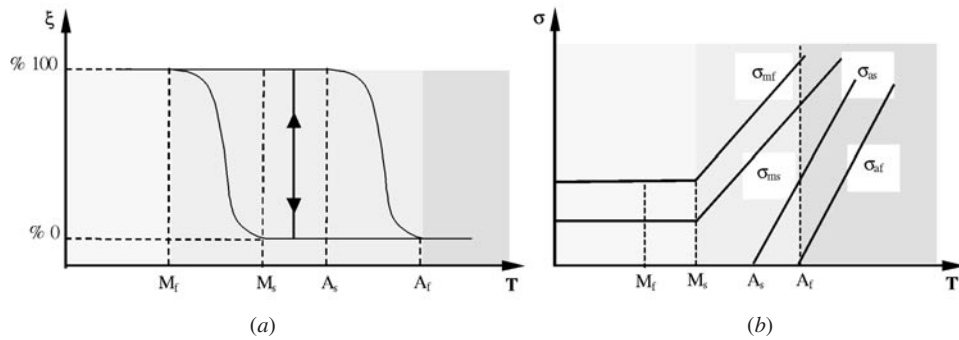 ξ
% 100
% 0
M_f
M_s
A_s
A_f
T
(a)
σ
σ_mf
σ_as
σ_ms
σ_af
M_f
M_s
A_s
A_f
T
(b)